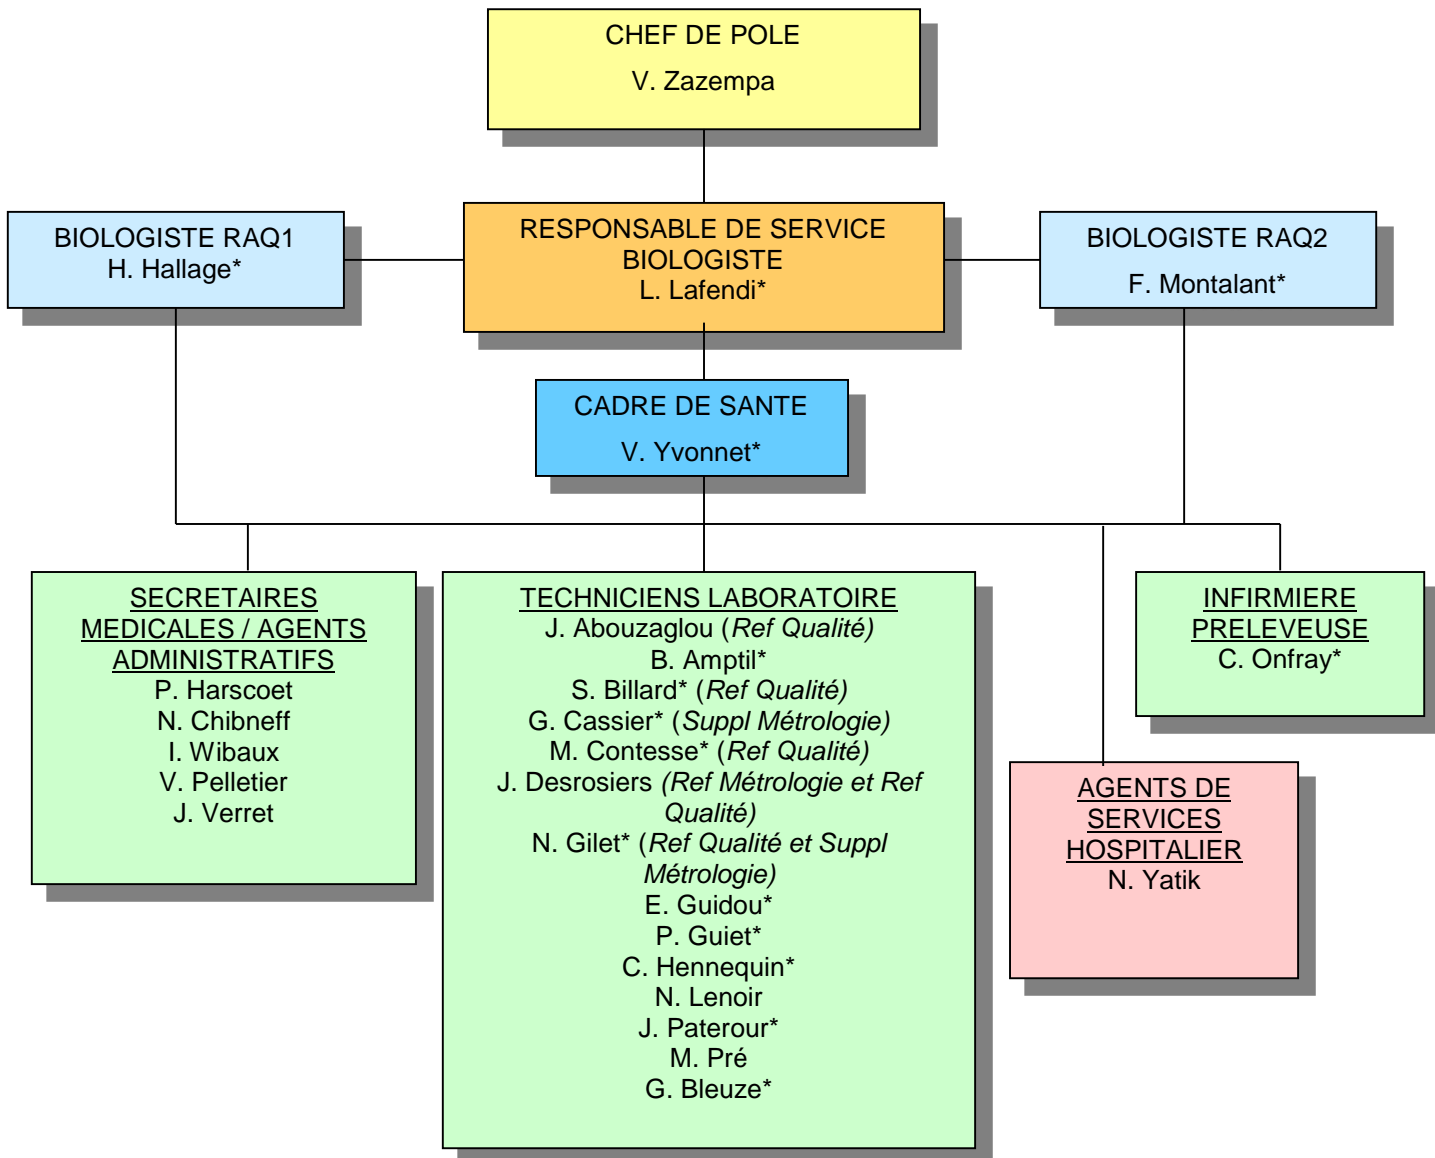 CHEF DE POLE
V. Zazempa
BIOLOGISTE RAQ1
H. Hallage*
RESPONSABLE DE SERVICE
BIOLOGISTE
L. Lafendi*
BIOLOGISTE RAQ2
F. Montalant*
CADRE DE SANTE
V. Yvonnet*
SECRETAIRES
MEDICALES / AGENTS
ADMINISTRATIFS
P. Harscoet
N. Chibneff
I. Wibaux
V. Pelletier
J. Verret
TECHNICIENS LABORATOIRE
J. Abouzaglou (Ref Qualité)
B. Amptil*
S. Billard* (Ref Qualité)
G. Cassier* (Suppl Métrologie)
M. Contesse* (Ref Qualité)
J. Desrosiers (Ref Métrologie et Ref
Qualité)
N. Gilet* (Ref Qualité et Suppl
Métrologie)
E. Guidou*
P. Guiet*
C. Hennequin*
N. Lenoir
J. Paterour*
M. Pré
G. Bleuze*
AGENTS DE
SERVICES
HOSPITALIER
N. Yatik
INFIRMIERE
PRELEVEUSE
C. Onfray*